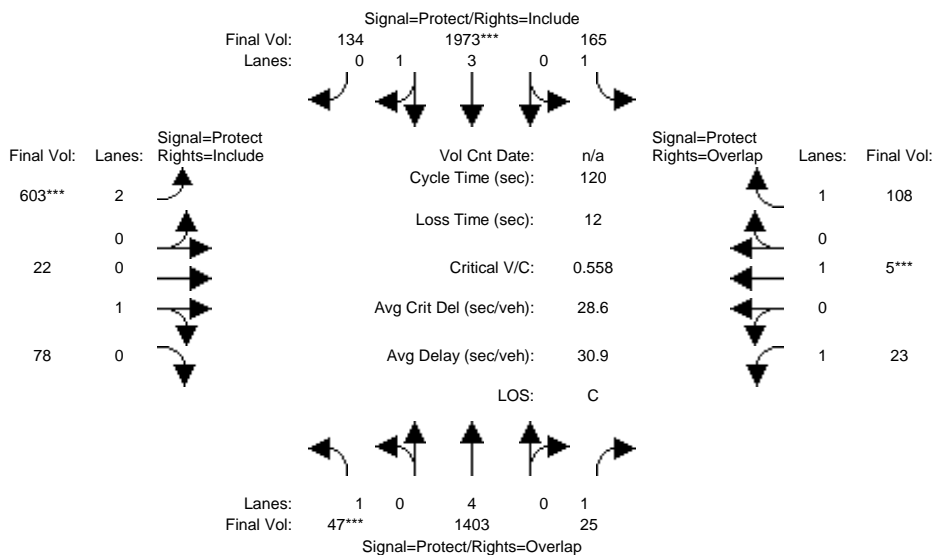 Signal=Protect/Rights=Include
Final Vol: 134 1973*** 165
Lanes: 0 1 3 0 1
Signal=Protect
Final Vol: Lanes: Rights=Include
Vol Cnt Date: n/a
Signal=Protect
Rights=Overlap Lanes: Final Vol:
Cycle Time (sec): 120
603*** 2
1 108
Loss Time (sec): 12
0
0
22 0
Critical V/C: 0.558
1 5***
1
Avg Crit Del (sec/veh): 28.6
0
78 0
Avg Delay (sec/veh): 30.9
1 23
LOS: C
Lanes: 1 0 4 0 1
Final Vol: 47*** 1403 25
Signal=Protect/Rights=Overlap